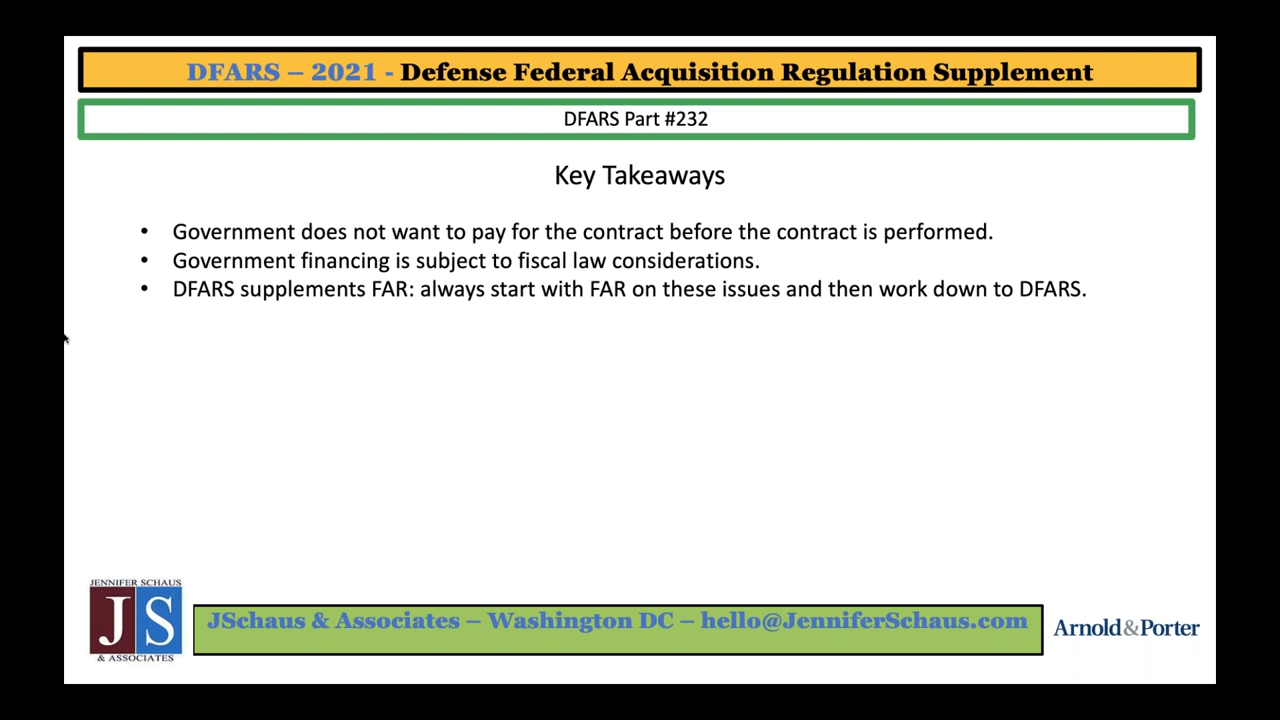 DFARS – 2021 - Defense Federal Acquisition Regulation Supplement
DFARS Part #232
Key Takeaways
• Government does not want to pay for the contract before the contract is performed.
• Government financing is subject to fiscal law considerations.
• DFARS supplements FAR: always start with FAR on these issues and then work down to DFARS.
JENNIFER SCHAUS
JS
& ASSOCIATES
JSchaus & Associates – Washington DC – hello@JenniferSchaus.com
Arnold&Porter